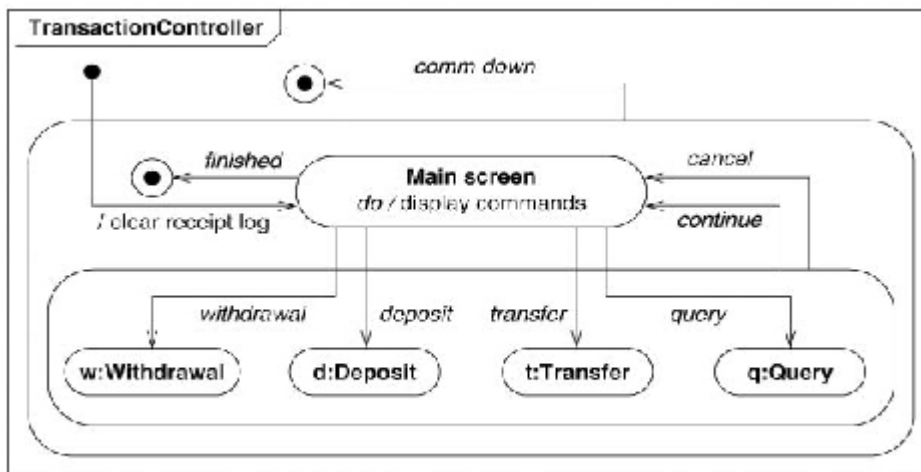 TransactionController
comm down
finished
Main screen
do / display commands
cancel
/ clear receipt log
continue
withdrawal
deposit
transfer
query
w:Withdrawal
d:Deposit
t:Transfer
q:Query